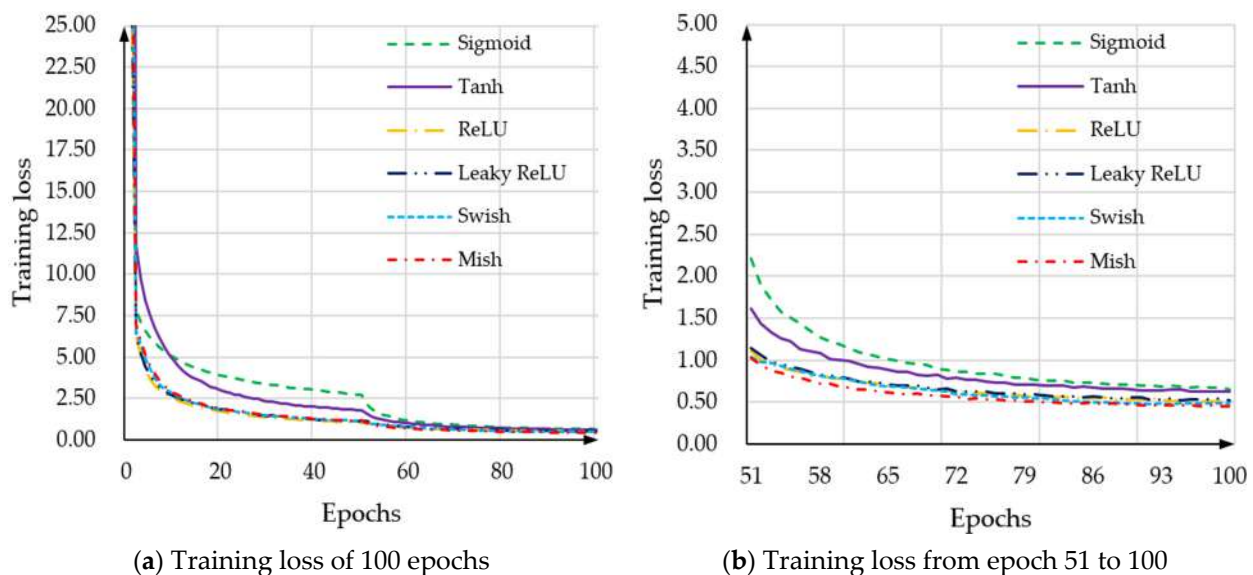 25.00
22.50
20.00
17.50
15.00
12.50
10.00
7.50
5.00
2.50
0.00
Training loss
Sigmoid
Tanh
ReLU
Leaky ReLU
Swish
Mish
0 20 40 60 80 100
Epochs
(a) Training loss of 100 epochs
5.00
4.50
4.00
3.50
3.00
2.50
2.00
1.50
1.00
0.50
0.00
Training loss
Sigmoid
Tanh
ReLU
Leaky ReLU
Swish
Mish
51 58 65 72 79 86 93 100
Epochs
(b) Training loss from epoch 51 to 100